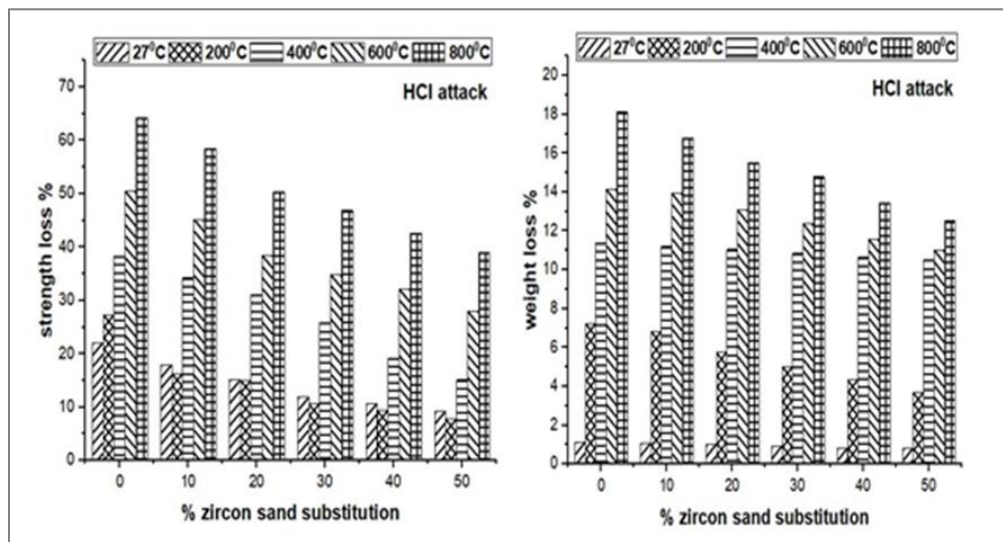 27⁰C 200⁰C 400⁰C 600⁰C 800⁰C
HCl attack
strength loss %
70
60
50
40
30
20
10
0
0 10 20 30 40 50
% zircon sand substitution
27⁰C 200⁰C 400⁰C 600⁰C 800⁰C
HCl attack
weight loss %
20
18
16
14
12
10
8
6
4
2
0
0 10 20 30 40 50
% zircon sand substitution